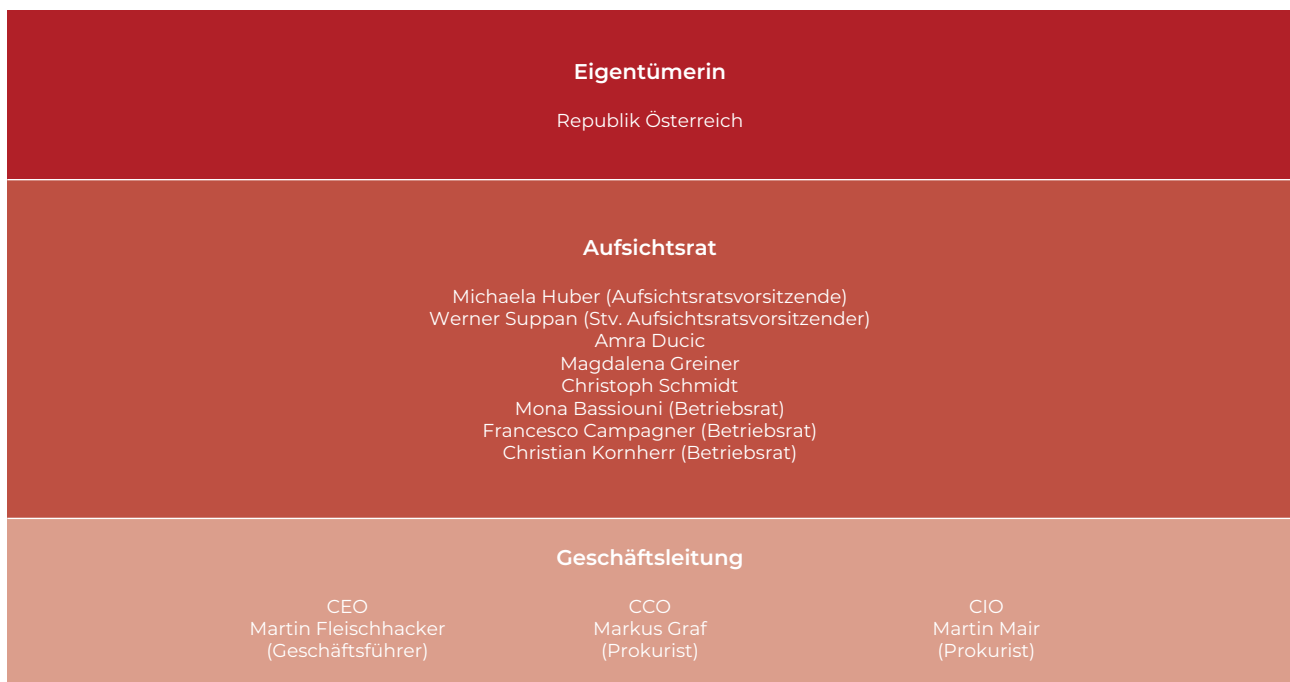 Eigentümerin
Republik Österreich
Aufsichtsrat
Michaela Huber (Aufsichtsratsvorsitzende)
Werner Suppan (Stv. Aufsichtsratsvorsitzender)
Amra Ducic
Magdalena Greiner
Christoph Schmidt
Mona Bassiouni (Betriebsrat)
Francesco Campagner (Betriebsrat)
Christian Kornherr (Betriebsrat)
Geschäftsleitung
CEO
Martin Fleischhacker
(Geschäftsführer)
CCO
Markus Graf
(Prokurist)
CIO
Martin Mair
(Prokurist)